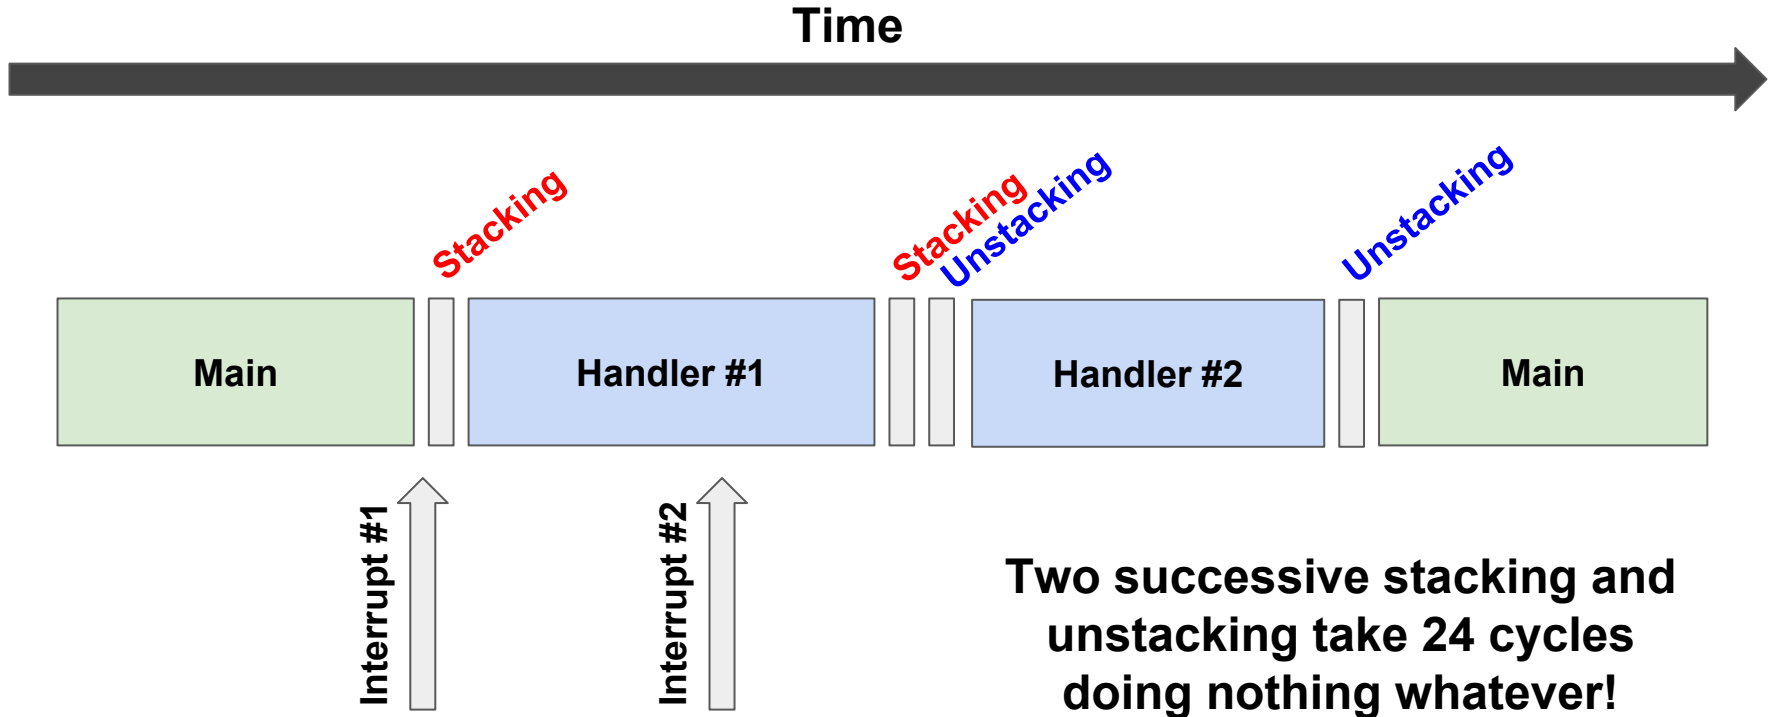 Time
Stacking
Stacking
Unstacking
Unstacking
Main
Handler #1
Handler #2
Main
Interrupt #1
Interrupt #2
Two successive stacking and
unstacking take 24 cycles
doing nothing whatever!